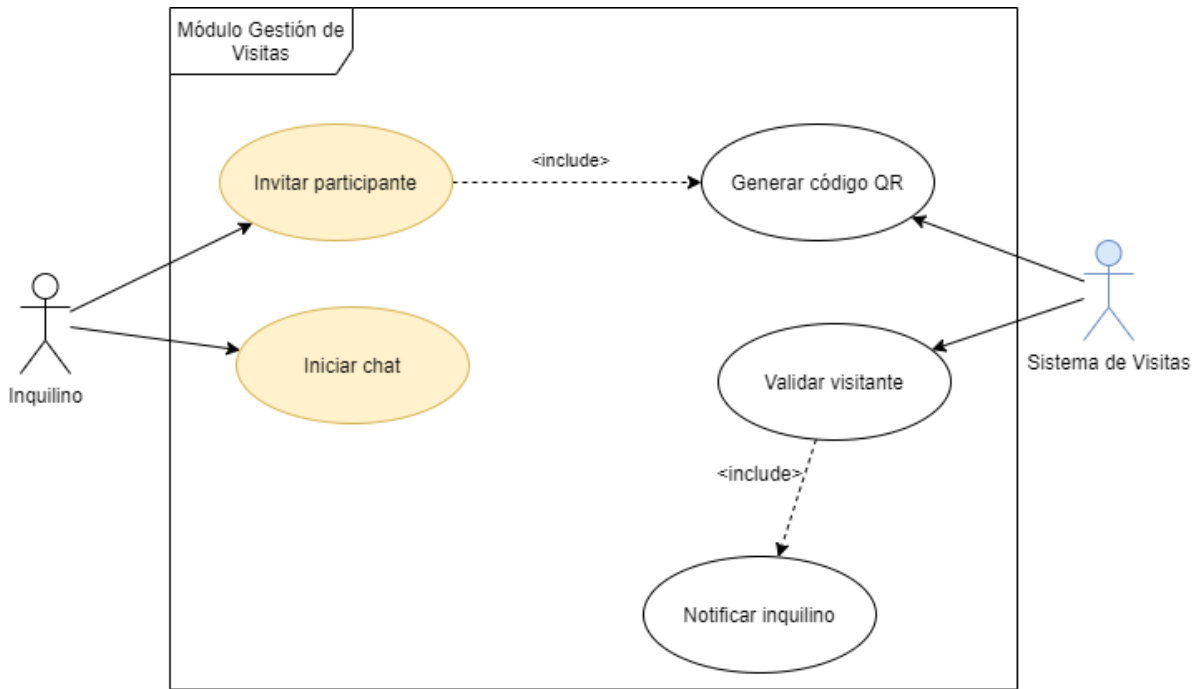 Módulo Gestión de
Visitas
Invitar participante
<include>
Generar código QR
Iniciar chat
Inquilino
Validar visitante
Sistema de Visitas
<include>
Notificar inquilino